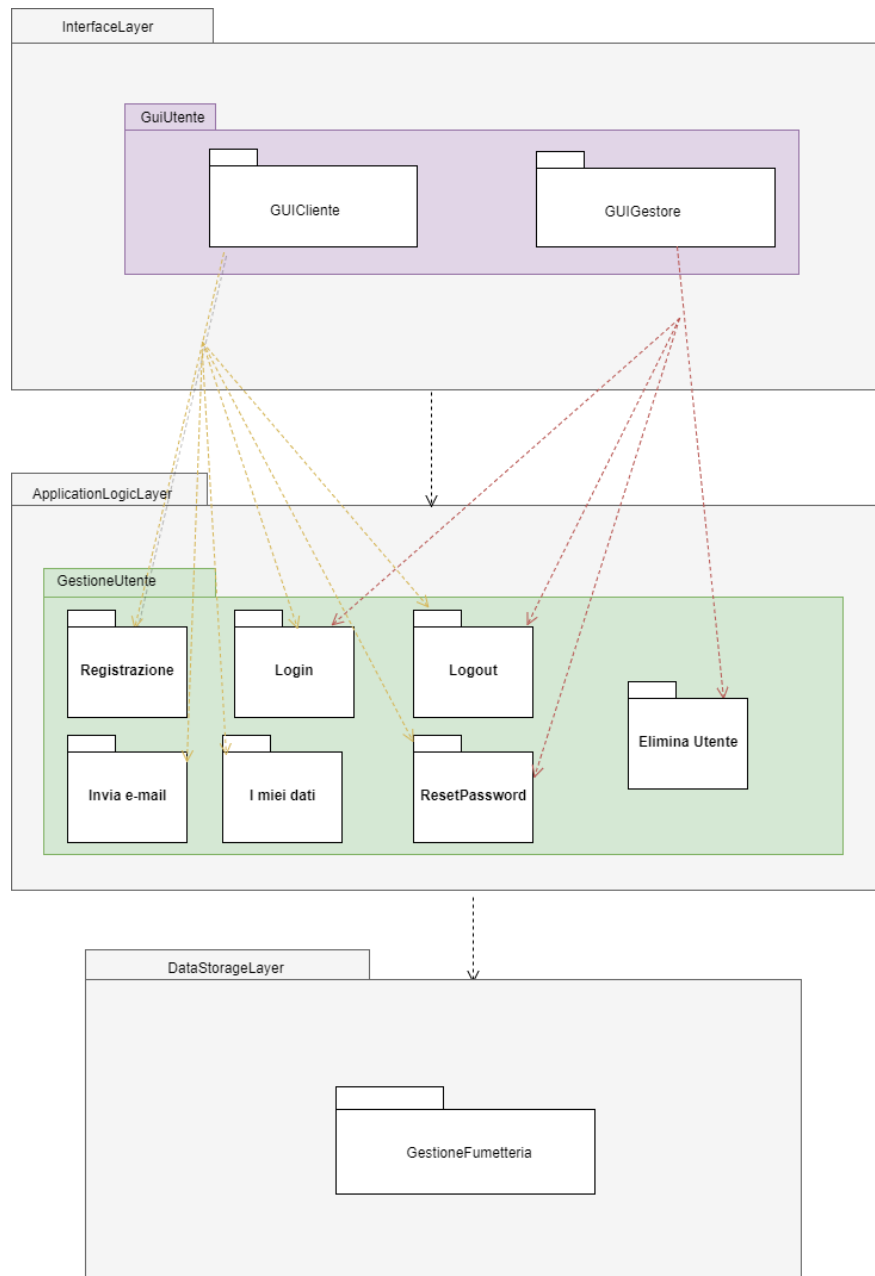 InterfaceLayer
GuiUtente
GUICliente
GUIGestore
ApplicationLogicLayer
GestioneUtente
Registrazione
Login
Logout
Elimina Utente
Invia e-mail
I miei dati
ResetPassword
DataStorageLayer
GestioneFumetteria